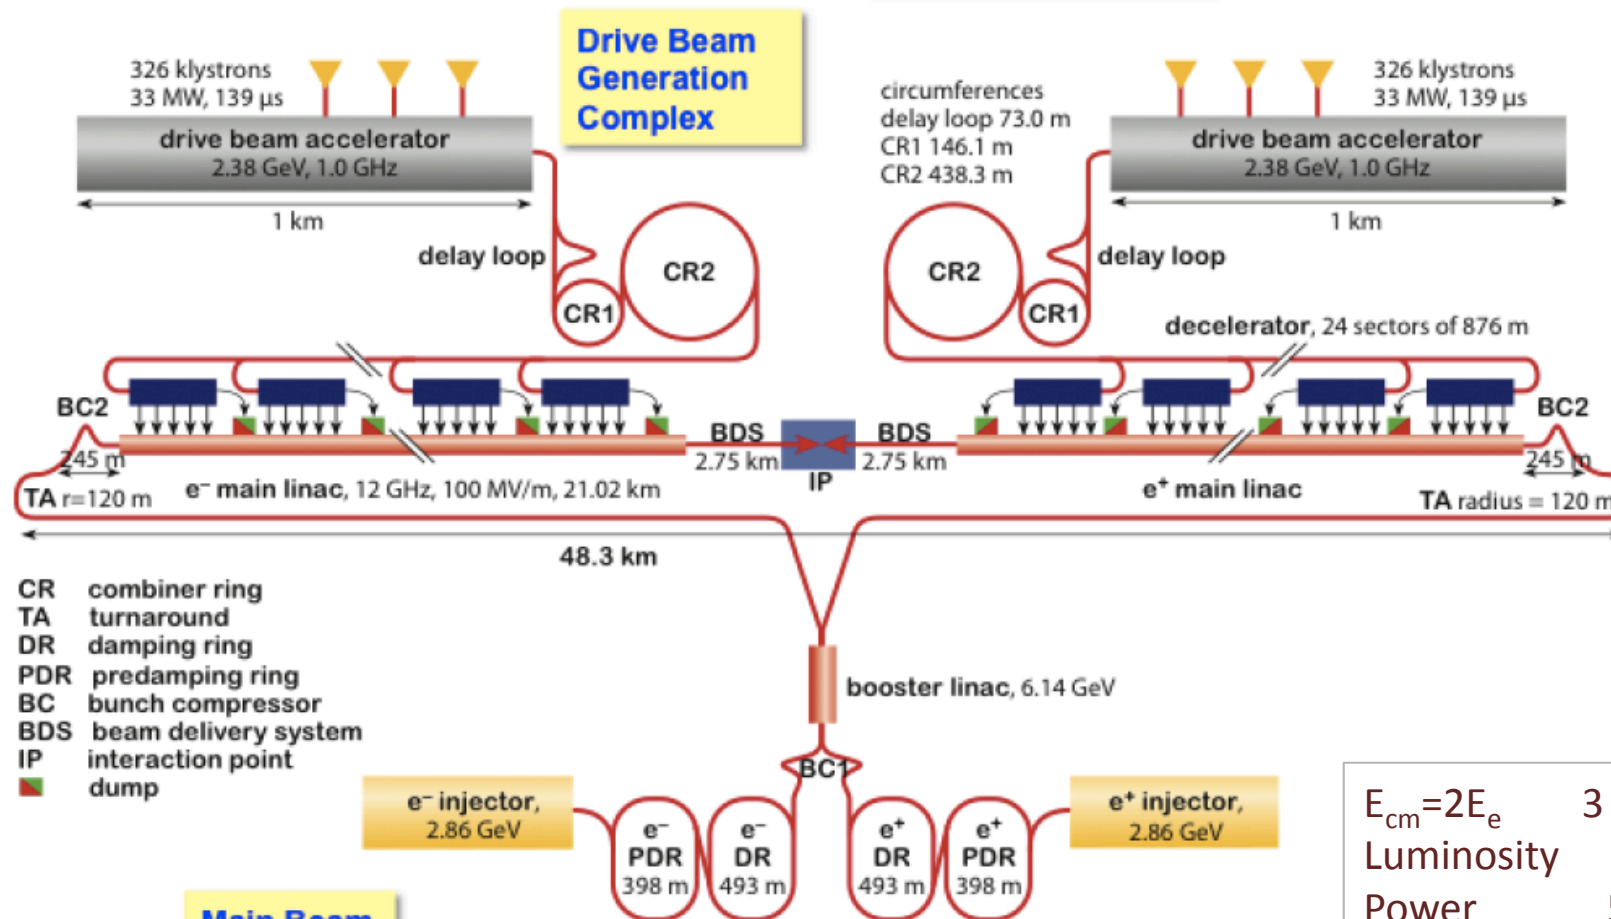 Drive Beam
Generation
Complex
326 klystrons
33 MW, 139 µs
drive beam accelerator
2.38 GeV, 1.0 GHz
1 km
circumferences
delay loop 73.0 m
CR1 146.1 m
CR2 438.3 m
326 klystrons
33 MW, 139 µs
drive beam accelerator
2.38 GeV, 1.0 GHz
1 km
delay loop
CR1
CR2
CR2
CR1
delay loop
decelerator, 24 sectors of 876 m
BC2
245 m
TA r=120 m
e⁻ main linac, 12 GHz, 100 MV/m, 21.02 km
BDS
2.75 km
IP
BDS
2.75 km
e⁺ main linac
BC2
245 m
TA radius = 120 m
48.3 km
CR combiner ring
TA turnaround
DR damping ring
PDR predamping ring
BC bunch compressor
BDS beam delivery system
IP interaction point
dump
booster linac, 6.14 GeV
BC1
e⁻ injector,
2.86 GeV
e⁻
PDR
398 m
e⁻
DR
493 m
e⁺
DR
493 m
e⁺
PDR
398 m
e⁺ injector,
2.86 GeV
Main Beam
E_cm=2E_e 3
Luminosity
Power